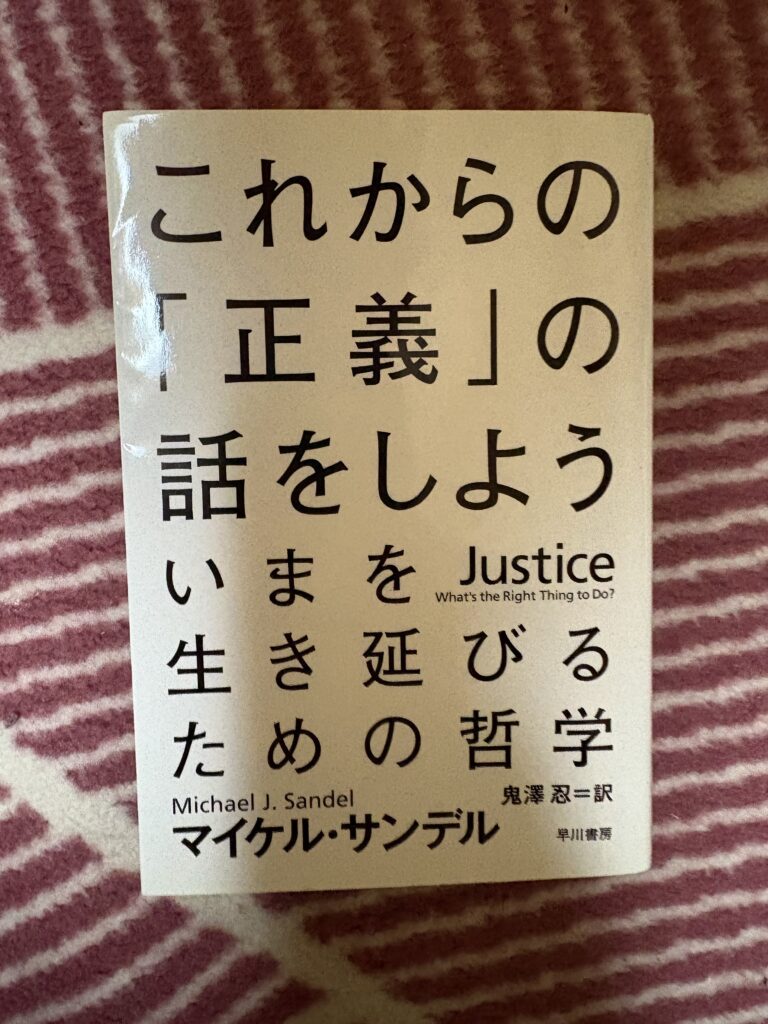 これからの
「正義」の
話をしよう
いまを
生き延びる
ための哲学
Justice
What's the Right Thing to Do?
Michael J. Sandel
マイケル・サンデル
鬼澤 忍＝訳
早川書房